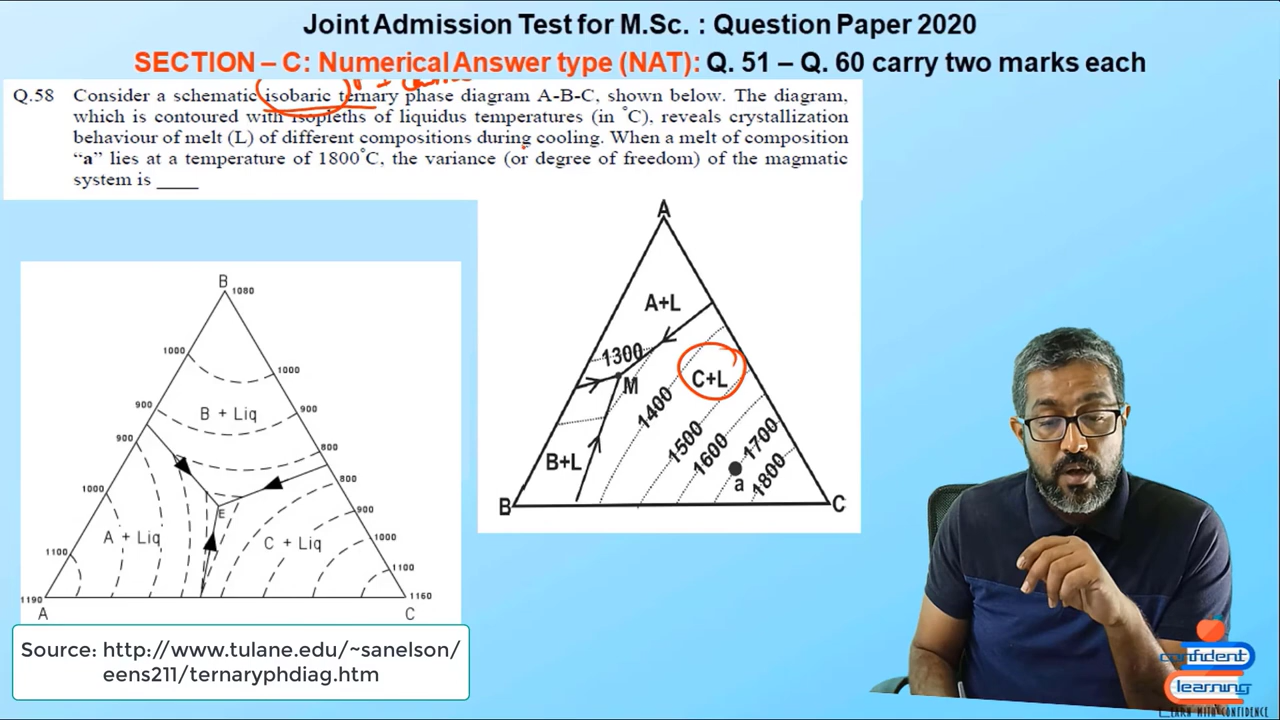 Joint Admission Test for M.Sc. : Question Paper 2020
SECTION – C: Numerical Answer type (NAT): Q. 51 – Q. 60 carry two marks each
Q.58 Consider a schematic isobaric ternary phase diagram A-B-C, shown below. The diagram,
which is contoured with isopleths of liquidus temperatures (in °C), reveals crystallization
behaviour of melt (L) of different compositions during cooling. When a melt of composition
“a” lies at a temperature of 1800°C, the variance (or degree of freedom) of the magmatic
system is ____
A
A+L
1300
M
C+L
1400
1500
1600
1700
1800
B+L
a
B
C
B
1080
1000
1000
B + Liq
900
900
900
800
800
1000
E
900
A + Liq
C + Liq
1000
1100
1100
1190
1160
A
C
Source: http://www.tulane.edu/~sanelson/
eens211/ternaryphdiag.htm
confident
learning
LEARN WITH CONFIDENCE